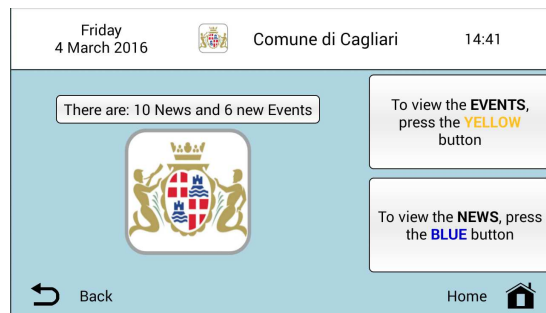 Friday
4 March 2016
Comune di Cagliari
14:41
There are: 10 News and 6 new Events
To view the EVENTS,
press the YELLOW
button
To view the NEWS, press
the BLUE button
Back
Home